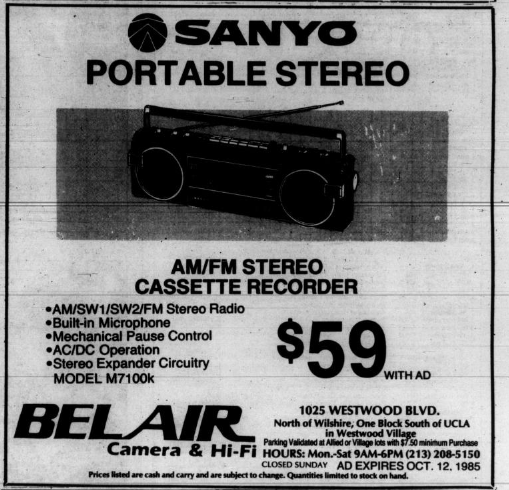 SANYO
PORTABLE STEREO
AM/FM STEREO
CASSETTE RECORDER
•AM/SW1/SW2/FM Stereo Radio
•Built-in Microphone
•Mechanical Pause Control
•AC/DC Operation
•Stereo Expander Circuitry
MODEL M7100k
$59 WITH AD
BEL AIR
Camera & Hi-Fi
1025 WESTWOOD BLVD.
North of Wilshire, One Block South of UCLA
in Westwood Village
Parking Validated at Allied or Village lots with $7.50 minimum Purchase
HOURS: Mon.-Sat 9AM-6PM (213) 208-5150
CLOSED SUNDAY AD EXPIRES OCT. 12, 1985
Prices listed are cash and carry and are subject to change. Quantities limited to stock on hand.